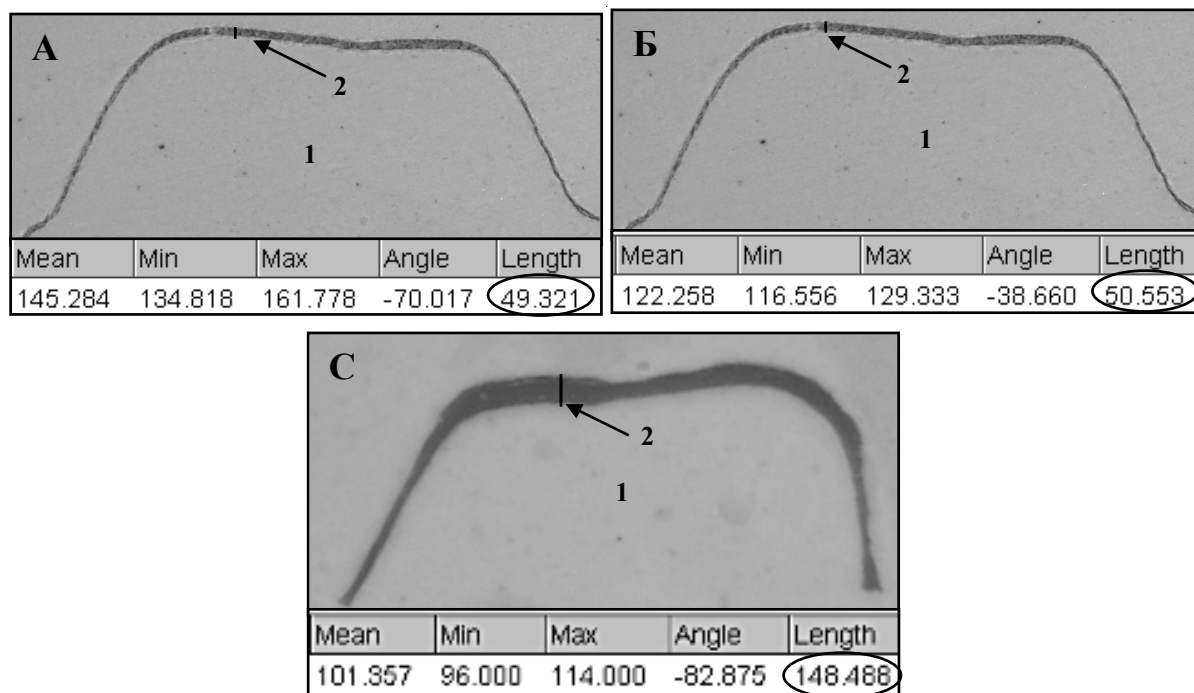 А
2
1
Mean Min Max Angle Length
145.284 134.818 161.778 -70.017 49.321
Б
2
1
Mean Min Max Angle Length
122.258 116.556 129.333 -38.660 50.553
С
2
1
Mean Min Max Angle Length
101.357 96.000 114.000 -82.875 148.488